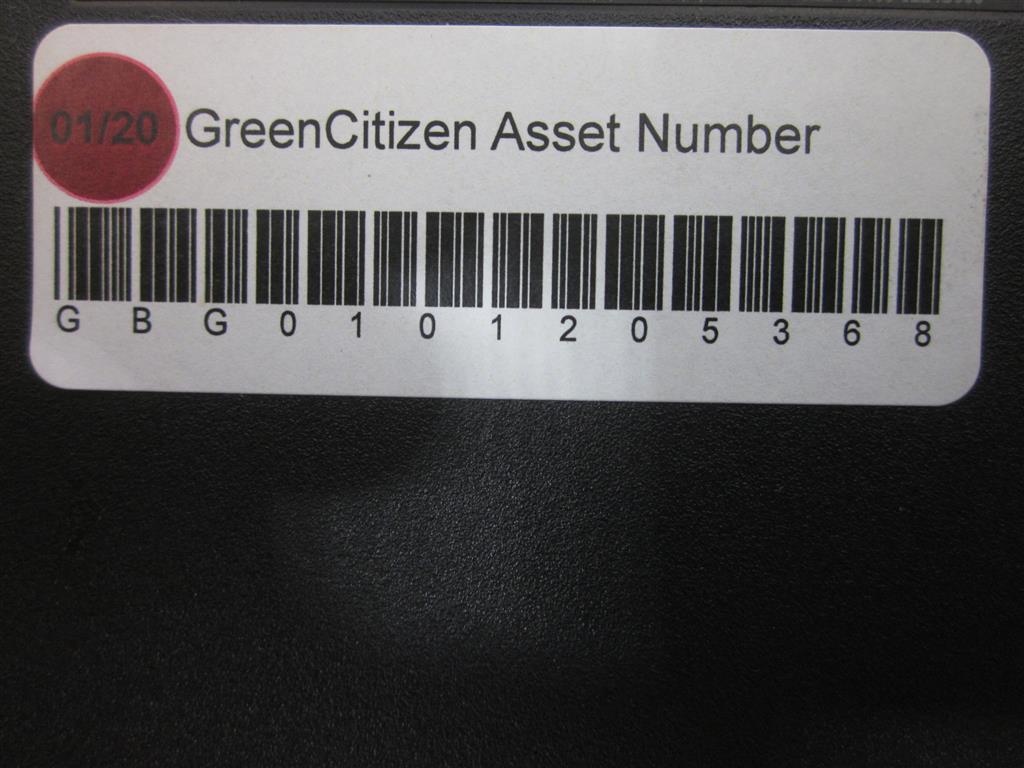 01/20 GreenCitizen Asset Number
G B G 0 1 0 1 2 0 5 3 6 8